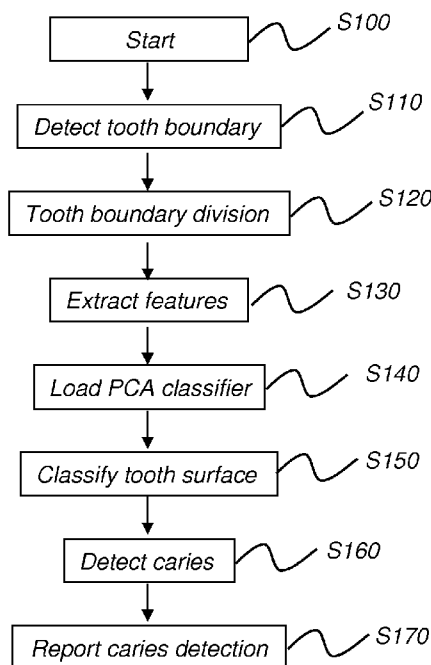 Start
S100
Detect tooth boundary
S110
Tooth boundary division
S120
Extract features
S130
Load PCA classifier
S140
Classify tooth surface
S150
Detect caries
S160
Report caries detection
S170